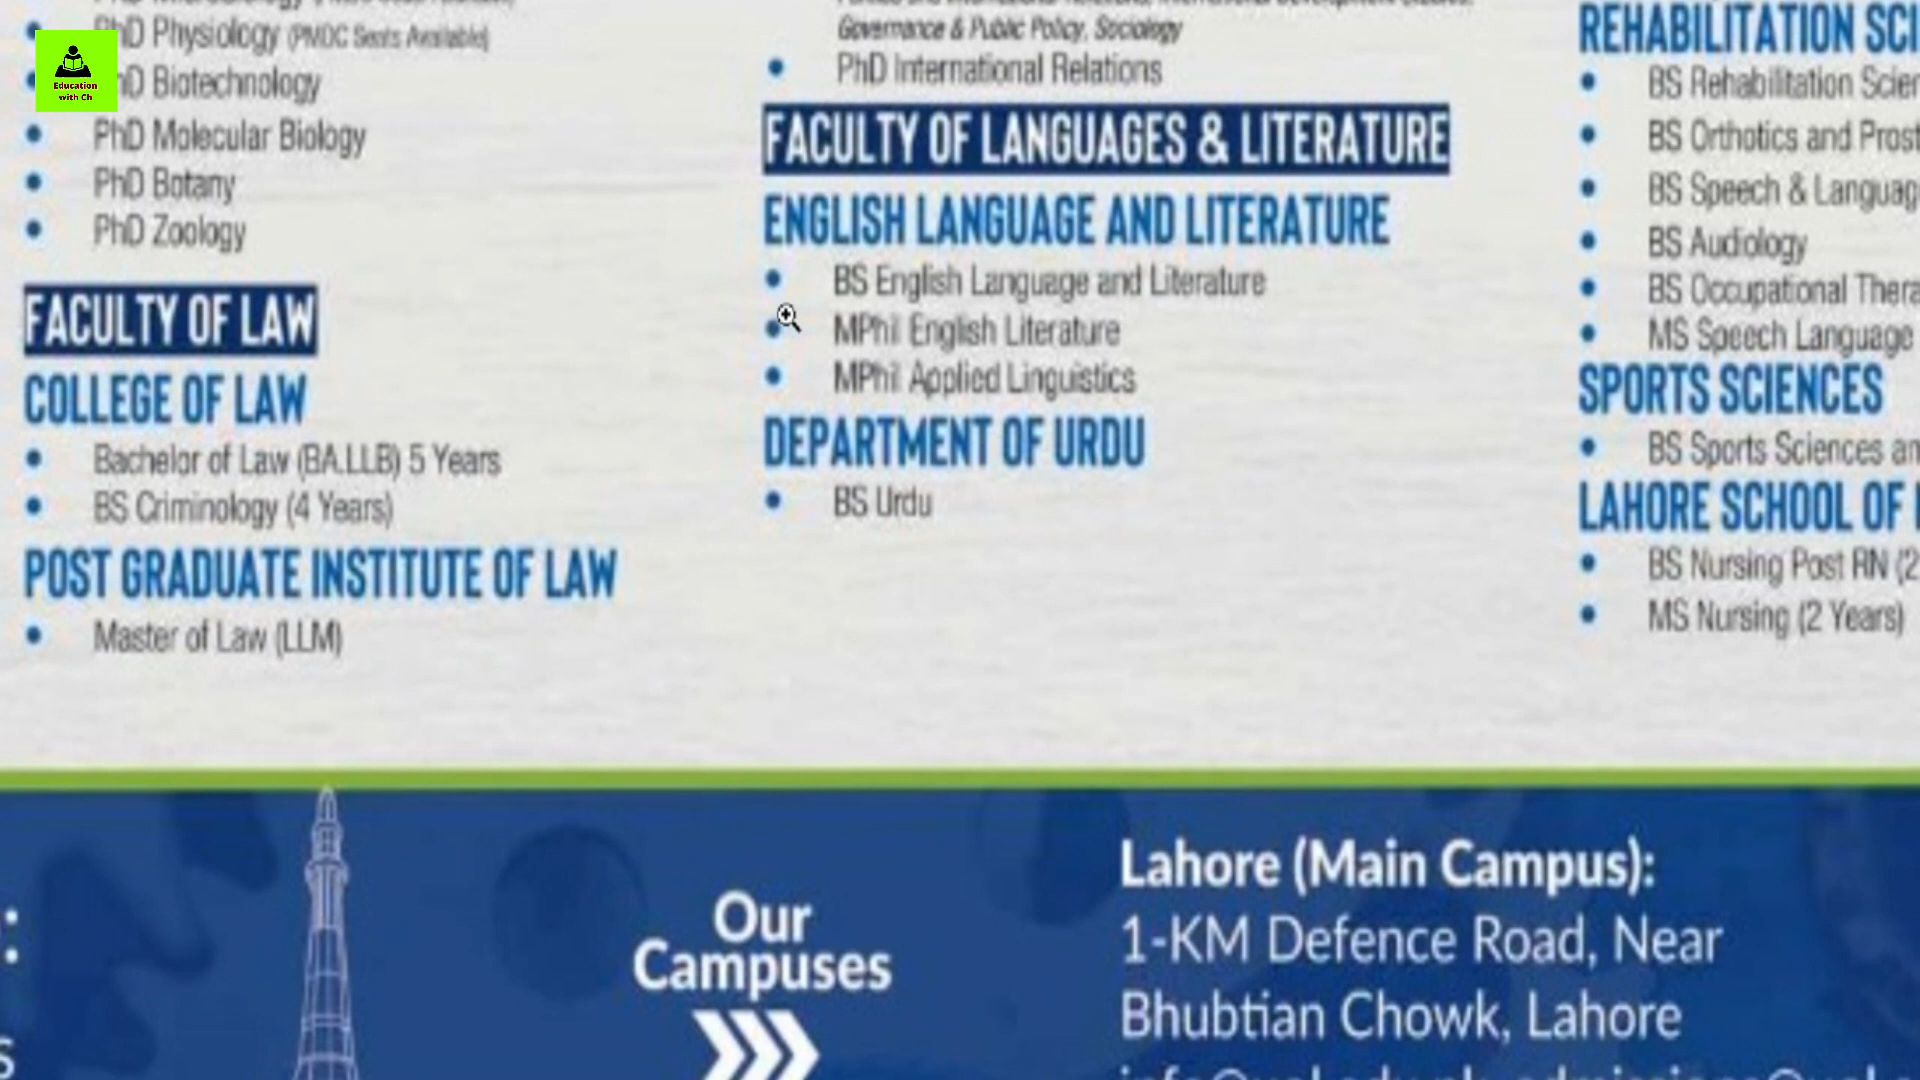 PhD Physiology (PMDC Seats Available)
PhD Biotechnology
PhD Molecular Biology
PhD Botany
PhD Zoology
FACULTY OF LAW
COLLEGE OF LAW
Bachelor of Law (BA.LLB) 5 Years
BS Criminology (4 Years)
POST GRADUATE INSTITUTE OF LAW
Master of Law (LLM)
Governance & Public Policy, Sociology
PhD International Relations
FACULTY OF LANGUAGES & LITERATURE
ENGLISH LANGUAGE AND LITERATURE
BS English Language and Literature
MPhil English Literature
MPhil Applied Linguistics
DEPARTMENT OF URDU
BS Urdu
REHABILITATION SCI
BS Rehabilitation Scien
BS Orthotics and Prost
BS Speech & Languag
BS Audiology
BS Occupational Thera
MS Speech Language
SPORTS SCIENCES
BS Sports Sciences an
LAHORE SCHOOL OF
BS Nursing Post RN (2
MS Nursing (2 Years)
Education
with Ch
Our
Campuses
Lahore (Main Campus):
1-KM Defence Road, Near
Bhubtian Chowk, Lahore